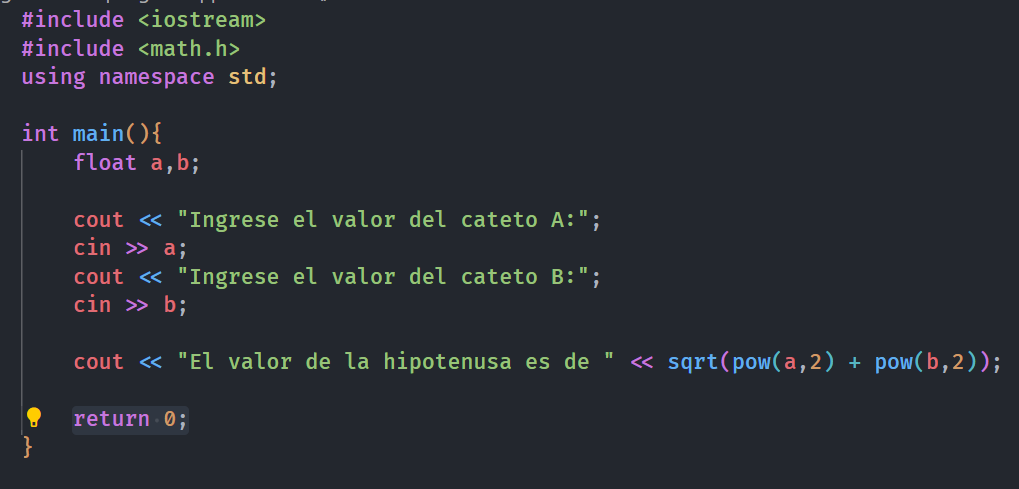 #include <iostream>
#include <math.h>
using namespace std;
int main(){
float a,b;
cout << "Ingrese el valor del cateto A:";
cin >> a;
cout << "Ingrese el valor del cateto B:";
cin >> b;
cout << "El valor de la hipotenusa es de " << sqrt(pow(a,2) + pow(b,2));
return 0;
}